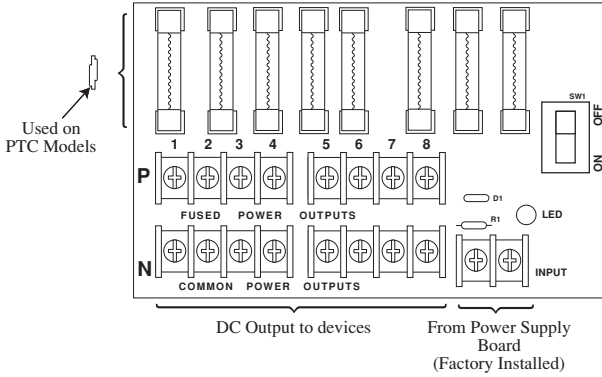 SW1
OFF
ON
Used on
PTC Models
1 2 3 4 5 6 7 8
P
FUSED POWER OUTPUTS
D1
LED
R1
N
COMMON POWER OUTPUTS
INPUT
DC Output to devices
From Power Supply
Board
(Factory Installed)